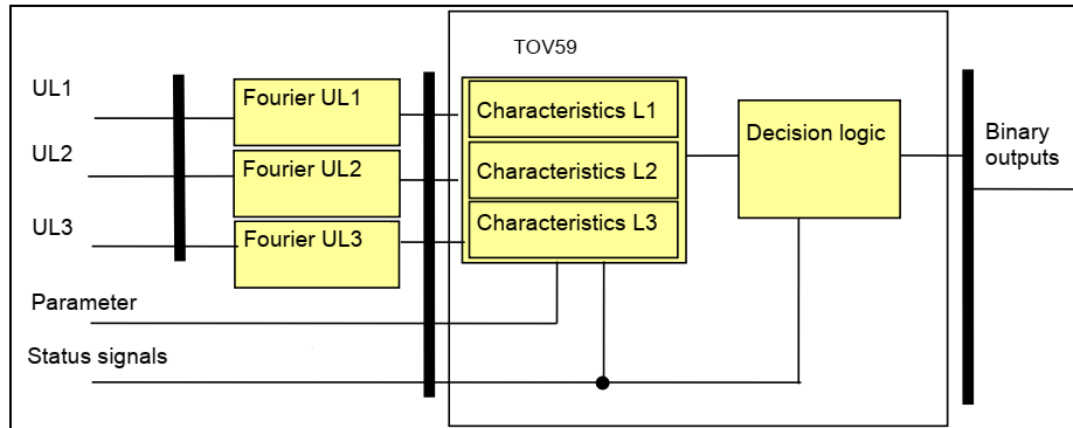 TOV59
UL1
Fourier UL1
Characteristics L1
Decision logic
Binary
outputs
UL2
Fourier UL2
Characteristics L2
UL3
Fourier UL3
Characteristics L3
Parameter
Status signals